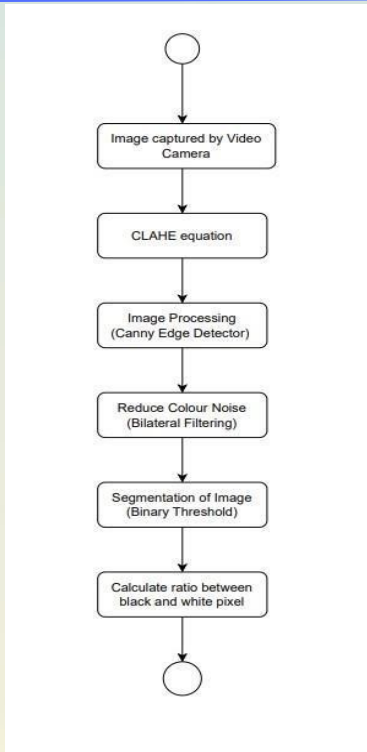 Image captured by Video
Camera
CLAHE equation
Image Processing
(Canny Edge Detector)
Reduce Colour Noise
(Bilateral Filtering)
Segmentation of Image
(Binary Threshold)
Calculate ratio between
black and white pixel